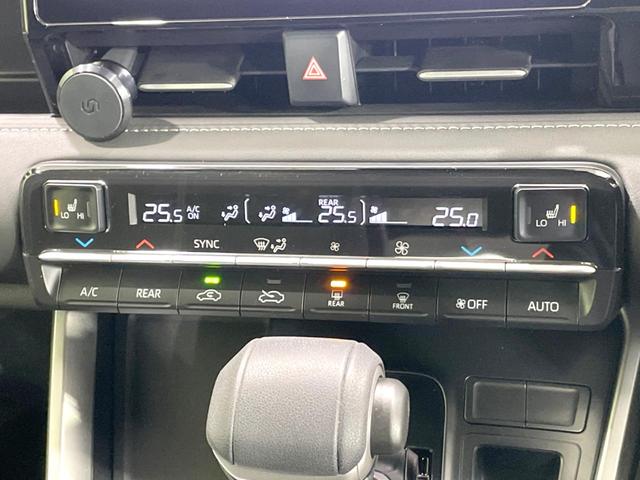 LO HI
25.5 A/C ON REAR 25.5 25.0
LO HI
SYNC
A/C REAR REAR FRONT OFF AUTO